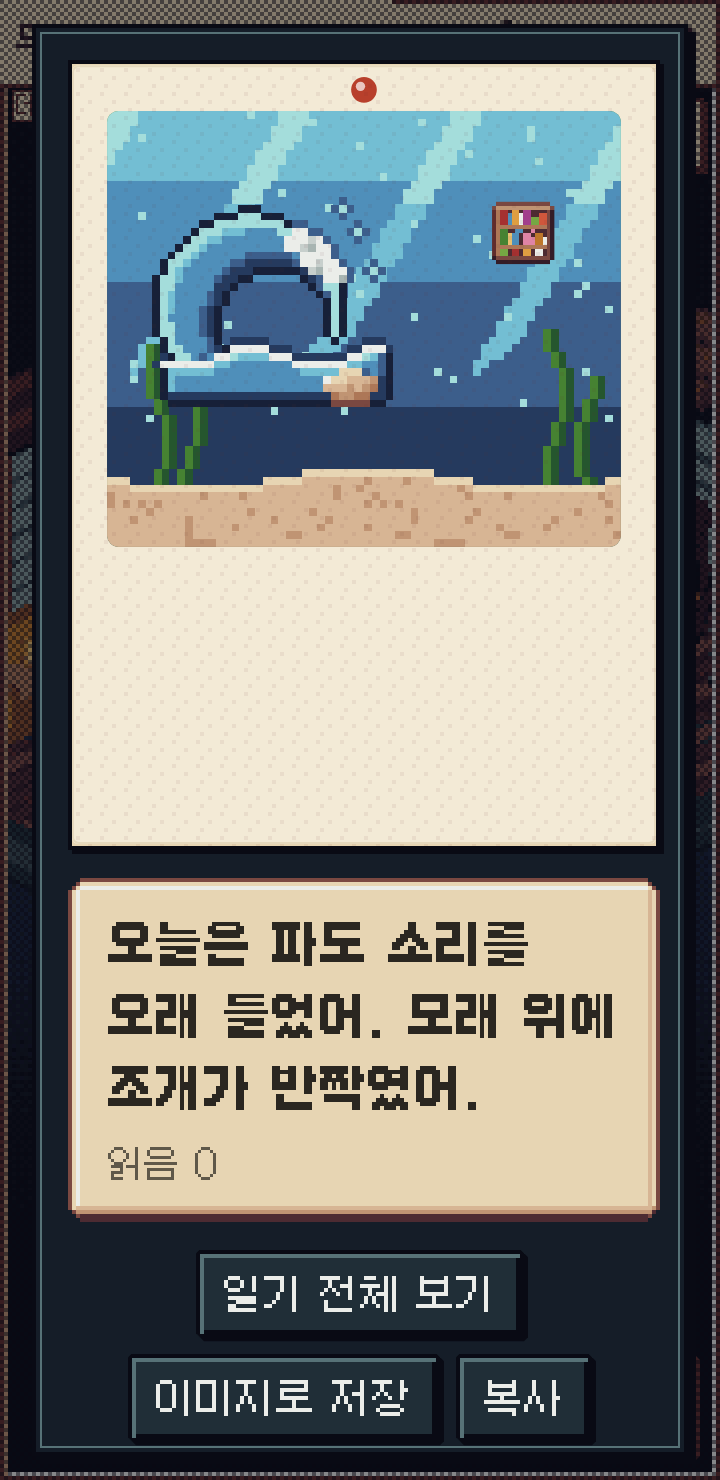 오늘은 파도 소리를
오래 들었어. 모래 위에
조개가 반짝였어.
읽음 0
일기 전체 보기
이미지로 저장
복사